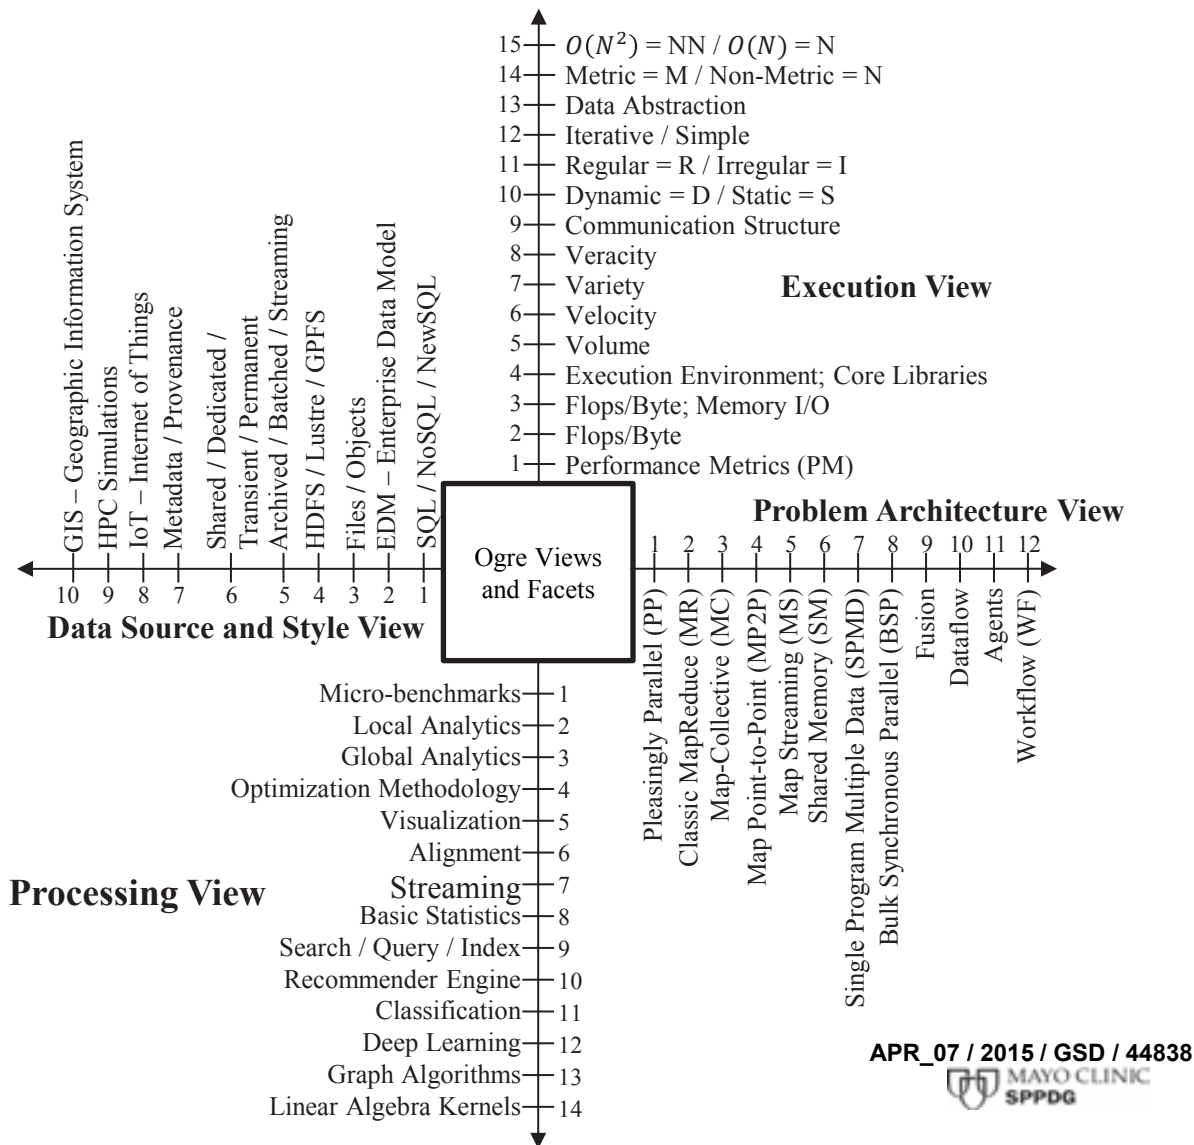 15 O(N²) = NN / O(N) = N
14 Metric = M / Non-Metric = N
13 Data Abstraction
12 Iterative / Simple
11 Regular = R / Irregular = I
10 Dynamic = D / Static = S
9 Communication Structure
8 Veracity
7 Variety
6 Velocity
5 Volume
4 Execution Environment; Core Libraries
3 Flops/Byte; Memory I/O
2 Flops/Byte
1 Performance Metrics (PM)
Execution View
GIS – Geographic Information System
HPC Simulations
IoT – Internet of Things
Metadata / Provenance
Shared / Dedicated /
Transient / Permanent
Archived / Batched / Streaming
HDFS / Lustre / GPFS
Files / Objects
EDM – Enterprise Data Model
SQL / NoSQL / NewSQL
10 9 8 7 6 5 4 3 2 1
Data Source and Style View
Ogre Views
and Facets
Problem Architecture View
1 2 3 4 5 6 7 8 9 10 11 12
Pleasingly Parallel (PP)
Classic MapReduce (MR)
Map-Collective (MC)
Map Point-to-Point (MP2P)
Map Streaming (MS)
Shared Memory (SM)
Single Program Multiple Data (SPMD)
Bulk Synchronous Parallel (BSP)
Fusion
Dataflow
Agents
Workflow (WF)
Micro-benchmarks 1
Local Analytics 2
Global Analytics 3
Optimization Methodology 4
Visualization 5
Alignment 6
Streaming 7
Basic Statistics 8
Search / Query / Index 9
Recommender Engine 10
Classification 11
Deep Learning 12
Graph Algorithms 13
Linear Algebra Kernels 14
Processing View
APR_07 / 2015 / GSD / 44838
MAYO CLINIC
SPPDG